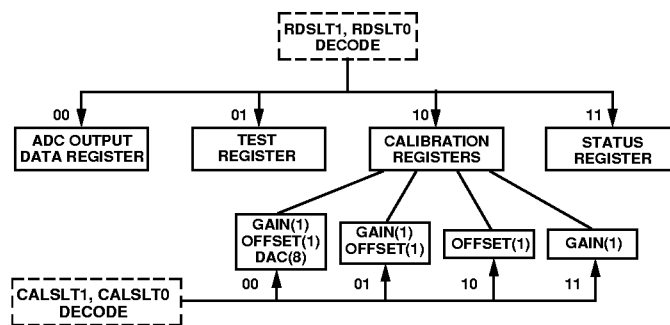 RDSLT1, RDSLT0
DECODE
00
01
10
11
ADC OUTPUT
DATA REGISTER
TEST
REGISTER
CALIBRATION
REGISTERS
STATUS
REGISTER
GAIN(1)
OFFSET(1)
DAC(8)
GAIN(1)
OFFSET(1)
OFFSET(1)
GAIN(1)
00
01
10
11
CALSLT1, CALSLT0
DECODE